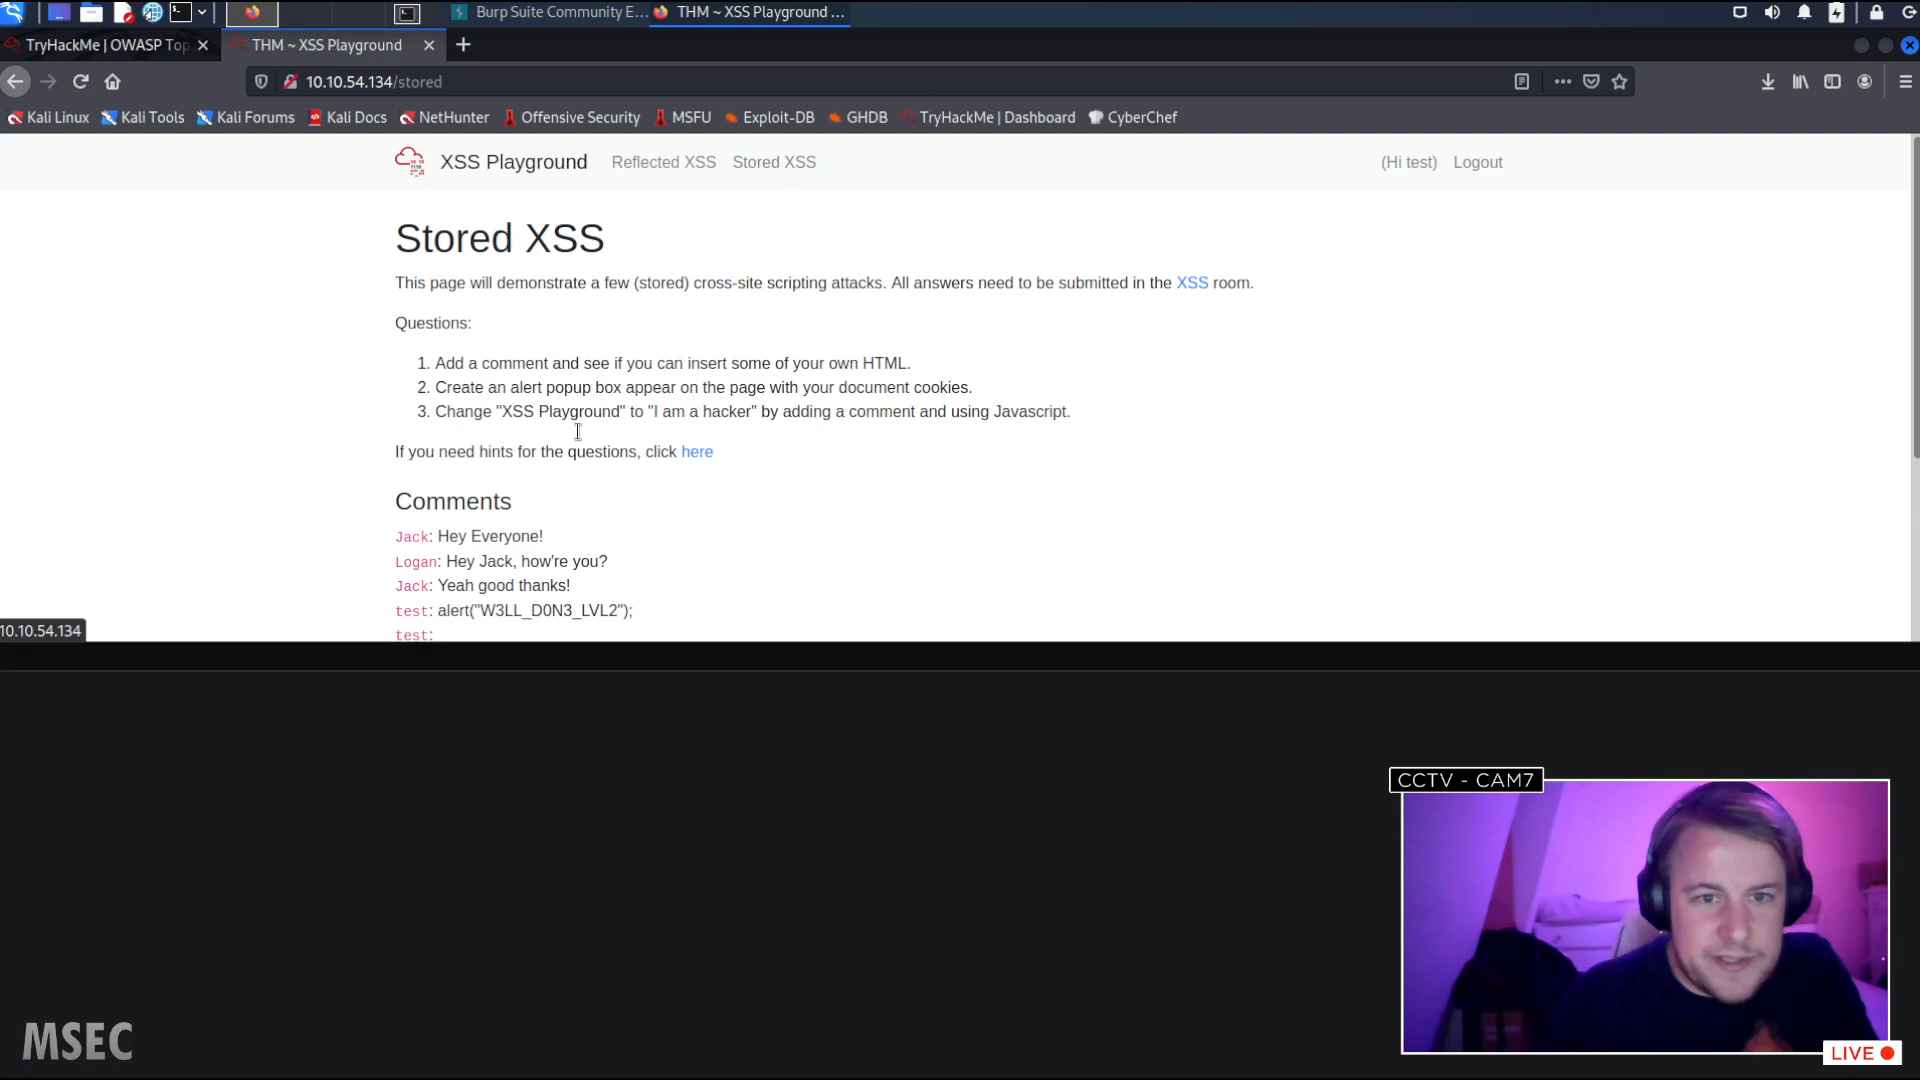 Burp Suite Community E...
THM ~ XSS Playground ...
TryHackMe | OWASP Top
THM ~ XSS Playground
10.10.54.134/stored
Kali Linux
Kali Tools
Kali Forums
Kali Docs
NetHunter
Offensive Security
MSFU
Exploit-DB
GHDB
TryHackMe | Dashboard
CyberChef
XSS Playground
Reflected XSS
Stored XSS
(Hi test)
Logout
Stored XSS
This page will demonstrate a few (stored) cross-site scripting attacks. All answers need to be submitted in the XSS room.
Questions:
1. Add a comment and see if you can insert some of your own HTML.
2. Create an alert popup box appear on the page with your document cookies.
3. Change "XSS Playground" to "I am a hacker" by adding a comment and using Javascript.
If you need hints for the questions, click here
Comments
Jack: Hey Everyone!
Logan: Hey Jack, how're you?
Jack: Yeah good thanks!
test: alert("W3LL_D0N3_LVL2");
test:
10.10.54.134
CCTV - CAM7
MSEC
LIVE